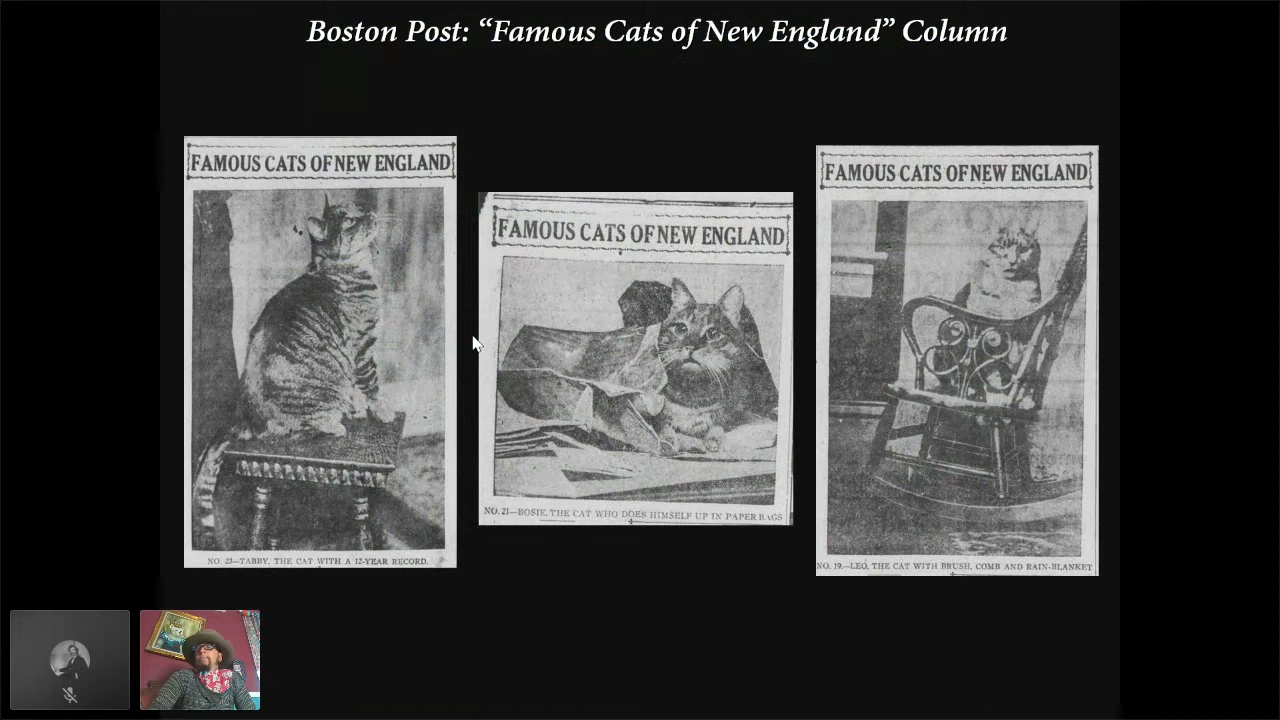 Boston Post: “Famous Cats of New England” Column
FAMOUS CATS OF NEW ENGLAND
NO. 23—TABBY, THE CAT WITH A 12-YEAR RECORD.
FAMOUS CATS OF NEW ENGLAND
NO. 21—BOSIE, THE CAT WHO DOES HIMSELF UP IN PAPER BAGS
FAMOUS CATS OF NEW ENGLAND
NO. 19.—LEO, THE CAT WITH BRUSH, COMB AND RAIN-BLANKET